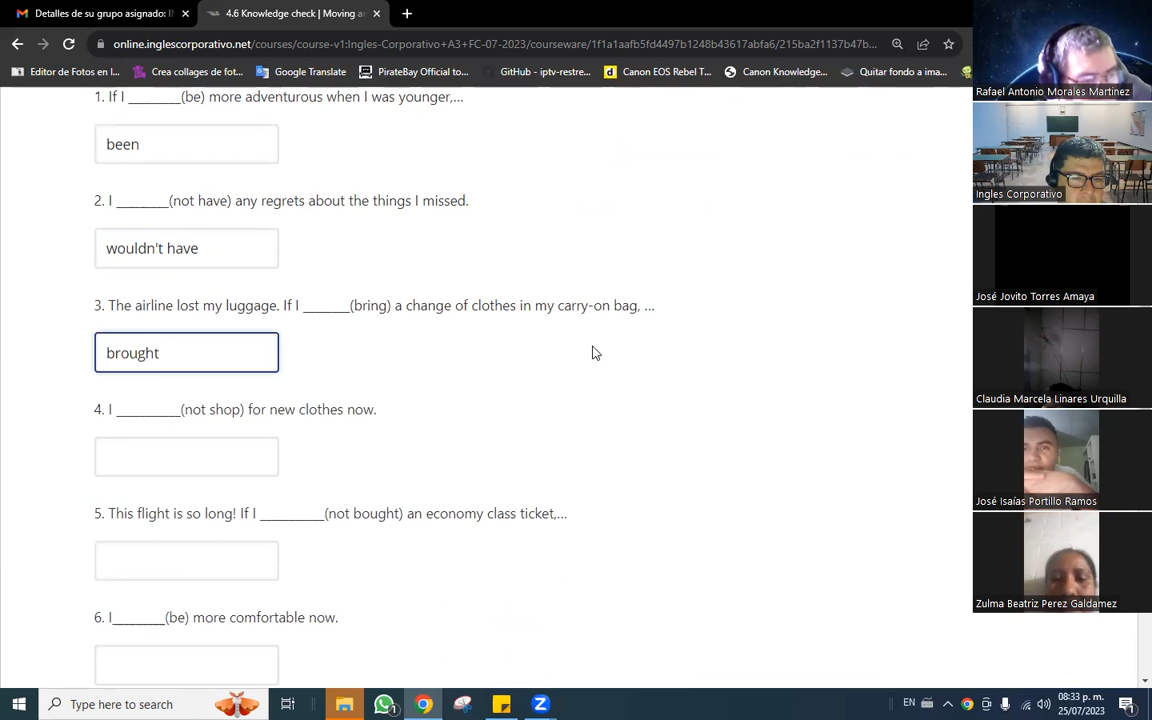 Detalles de su grupo asignado: I
4.6 Knowledge check | Moving a
online.inglescorporativo.net/courses/course-v1:Ingles-Corporativo+A3+FC-07-2023/courseware/1f1a1aafb5fd4497b1248b43617abfa6/215ba2f1137b47b...
Editor de Fotos en l...
Crea collages de fot...
Google Translate
PirateBay Official to...
GitHub - iptv-restre...
Canon EOS Rebel T...
Canon Knowledge...
Quitar fondo a ima...
1. If I ________(be) more adventurous when I was younger,...
been
2. I ________(not have) any regrets about the things I missed.
wouldn't have
3. The airline lost my luggage. If I _______(bring) a change of clothes in my carry-on bag, ...
brought
4. I __________(not shop) for new clothes now.
5. This flight is so long! If I __________(not bought) an economy class ticket,...
6. I________(be) more comfortable now.
Rafael Antonio Morales Martinez
Ingles Corporativo
José Jovito Torres Amaya
Claudia Marcela Linares Urquilla
José Isaías Portillo Ramos
Zulma Beatriz Perez Galdamez
Type here to search
1
EN
08:33 p. m.
25/07/2023
1